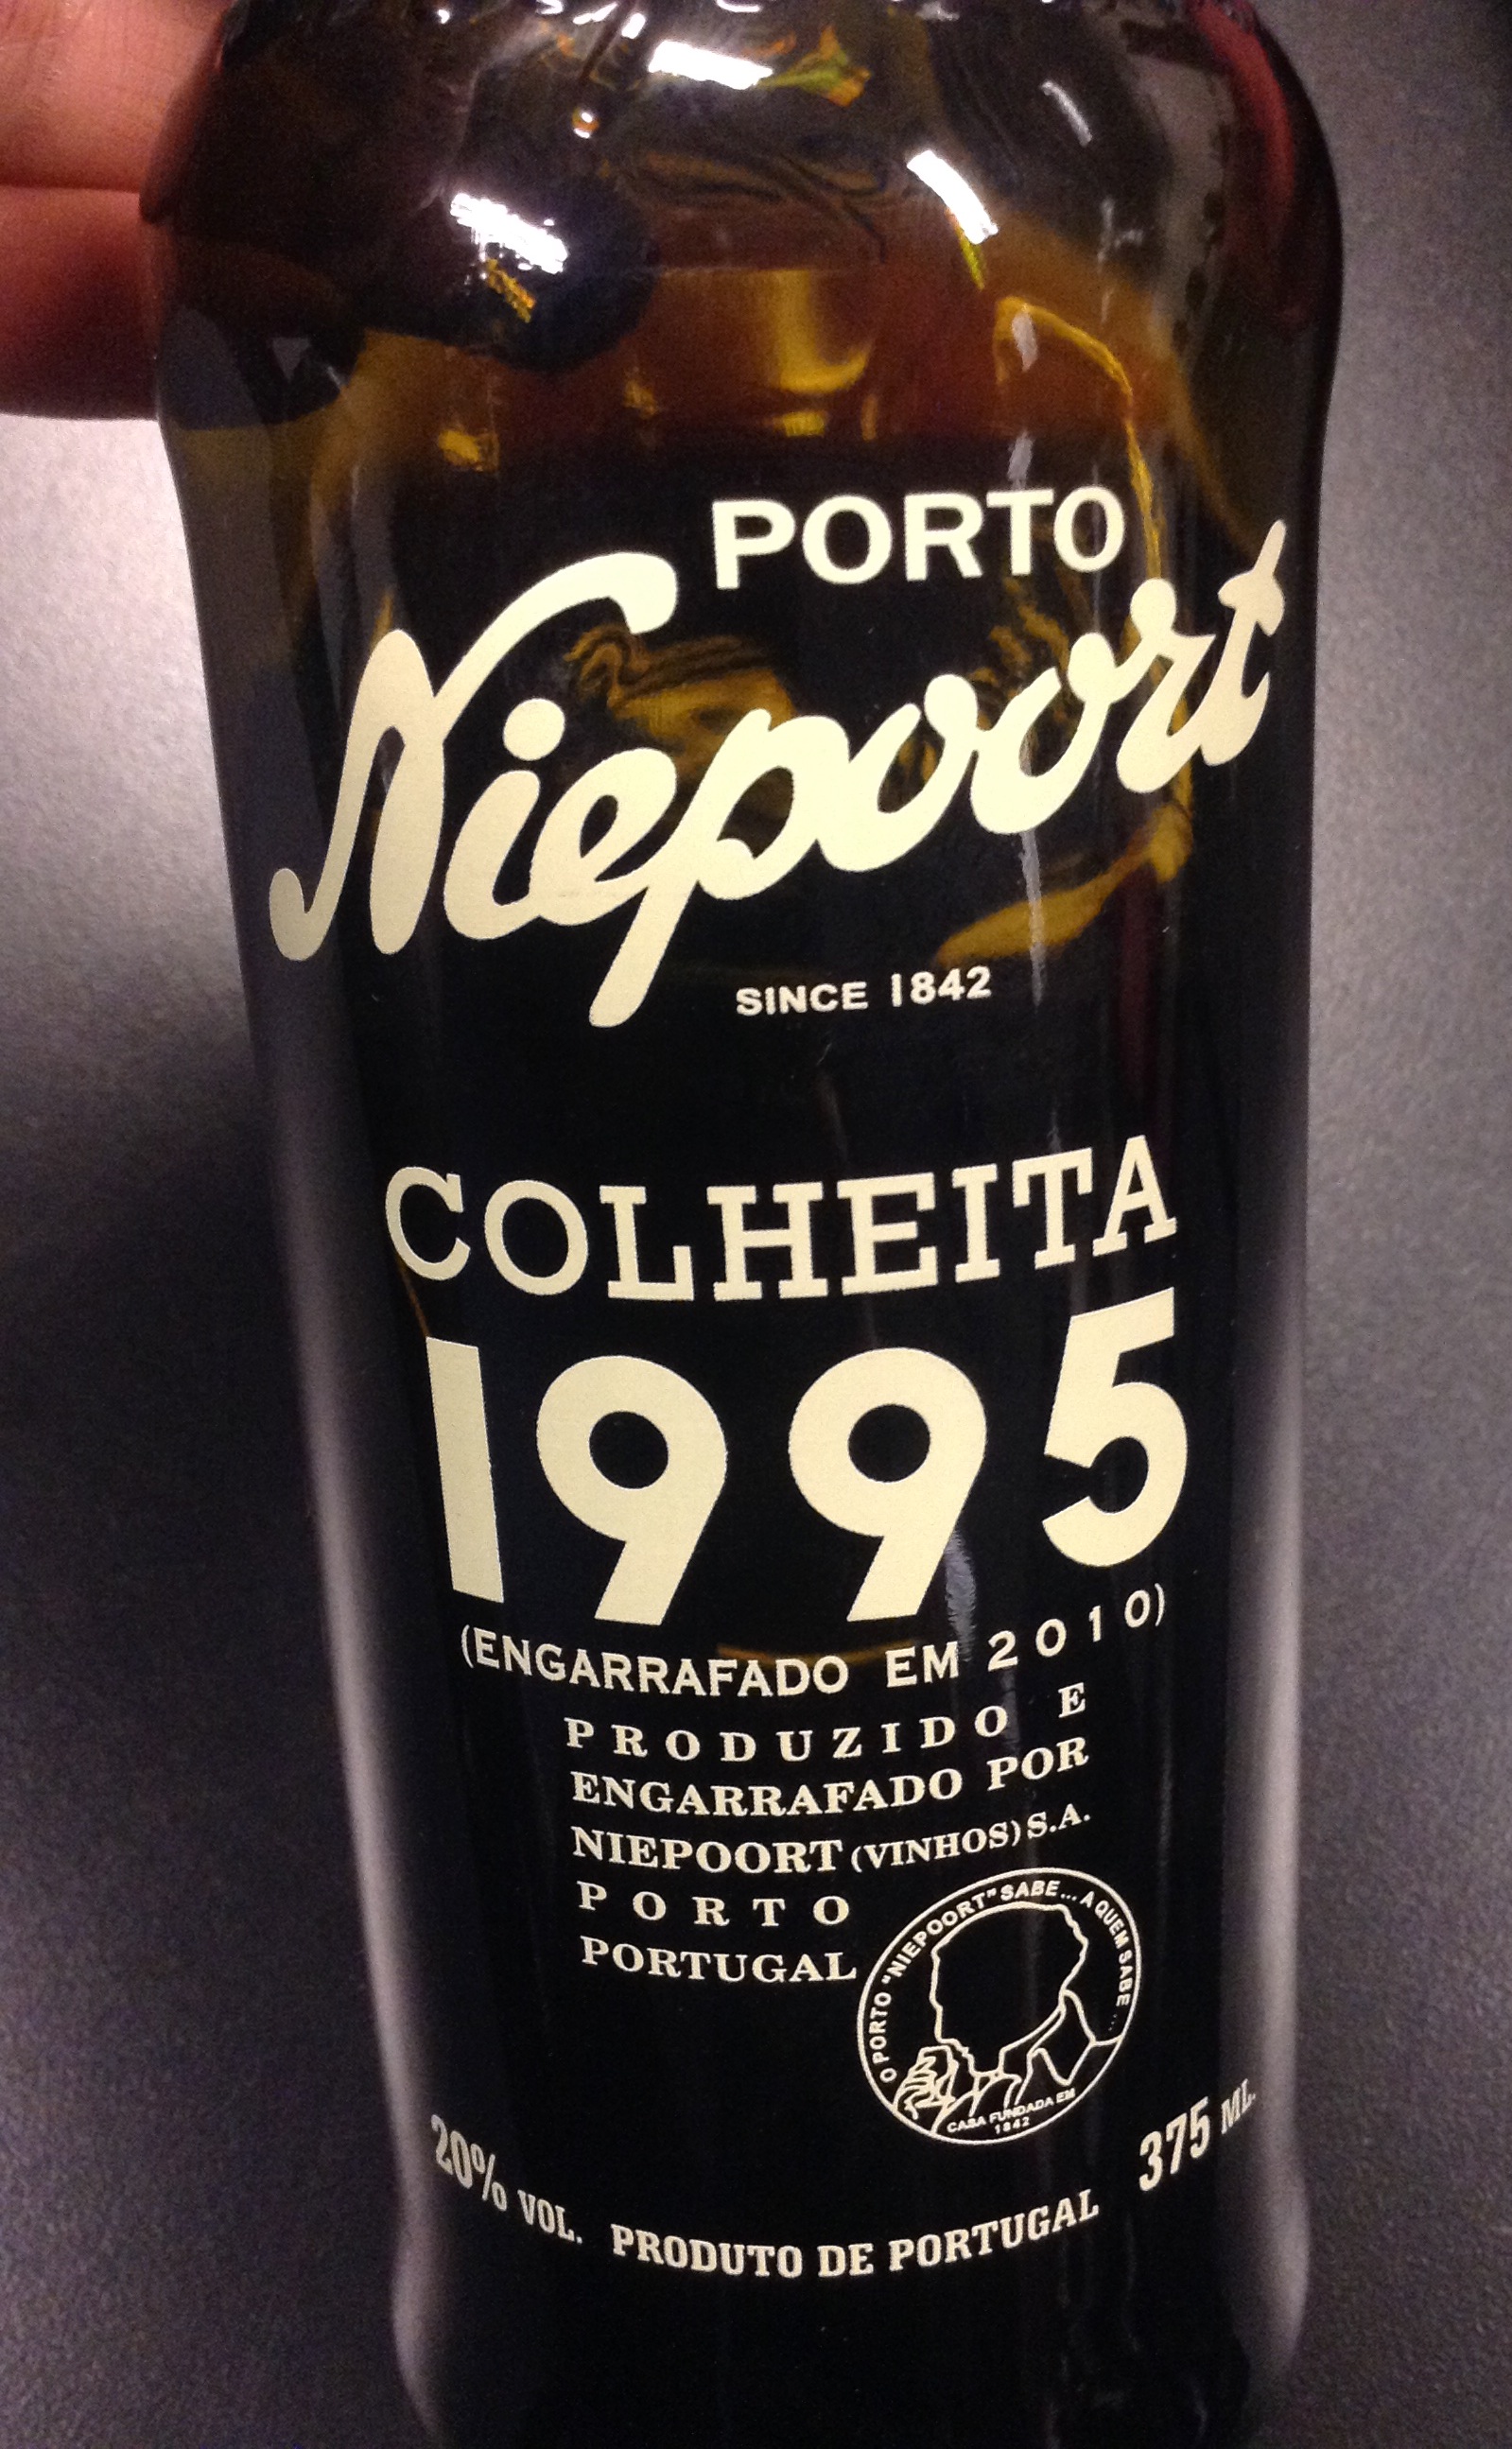 PORTO
Niepoort
SINCE 1842
COLHEITA
1995
(ENGARRAFADO EM 2010)
PRODUZIDO E
ENGARRAFADO POR
NIEPOORT (VINHOS) S.A.
PORTO
PORTUGAL
O PORTO "NIEPOORT" SABE... A QUEM SABE...
CASA FUNDADA EM
1842
20% VOL. PRODUTO DE PORTUGAL 375 ML.